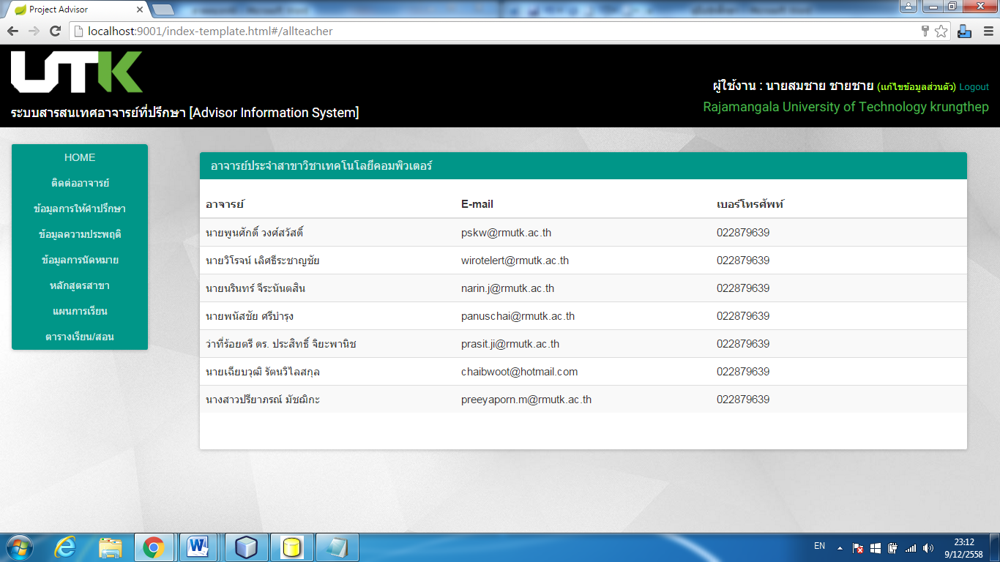 Project Advisor
localhost:9001/index-template.html#/allteacher
UTK
ผู้ใช้งาน : นายสมชาย ชายชาย (แก้ไขข้อมูลส่วนตัว) Logout
ระบบสารสนเทศอาจารย์ที่ปรึกษา [Advisor Information System]
Rajamangala University of Technology krungthep
HOME
ติดต่ออาจารย์
ข้อมูลการให้คำปรึกษา
ข้อมูลความประพฤติ
ข้อมูลการนัดหมาย
หลักสูตรสาขา
แผนการเรียน
ตารางเรียน/สอน
อาจารย์ประจำสาขาวิชาเทคโนโลยีคอมพิวเตอร์
อาจารย์ E-mail เบอร์โทรศัพท์
นายพูนศักดิ์ วงศ์สวัสดิ์ pskw@rmutk.ac.th 022879639
นายวิโรจน์ เลิศธีระชาญชัย wirotelert@rmutk.ac.th 022879639
นายนรินทร์ จีระนันตสิน narin.j@rmutk.ac.th 022879639
นายพนัสชัย ศรีบำรุง panuschai@rmutk.ac.th 022879639
ว่าที่ร้อยตรี ดร. ประสิทธิ์ จิยะพานิช prasit.ji@rmutk.ac.th 022879639
นายเฉียบวุฒิ รัตนวิไลสกุล chaibwoot@hotmail.com 022879639
นางสาวปรียาภรณ์ มัชฌิกะ preeyaporn.m@rmutk.ac.th 022879639
EN
23:12
9/12/2558